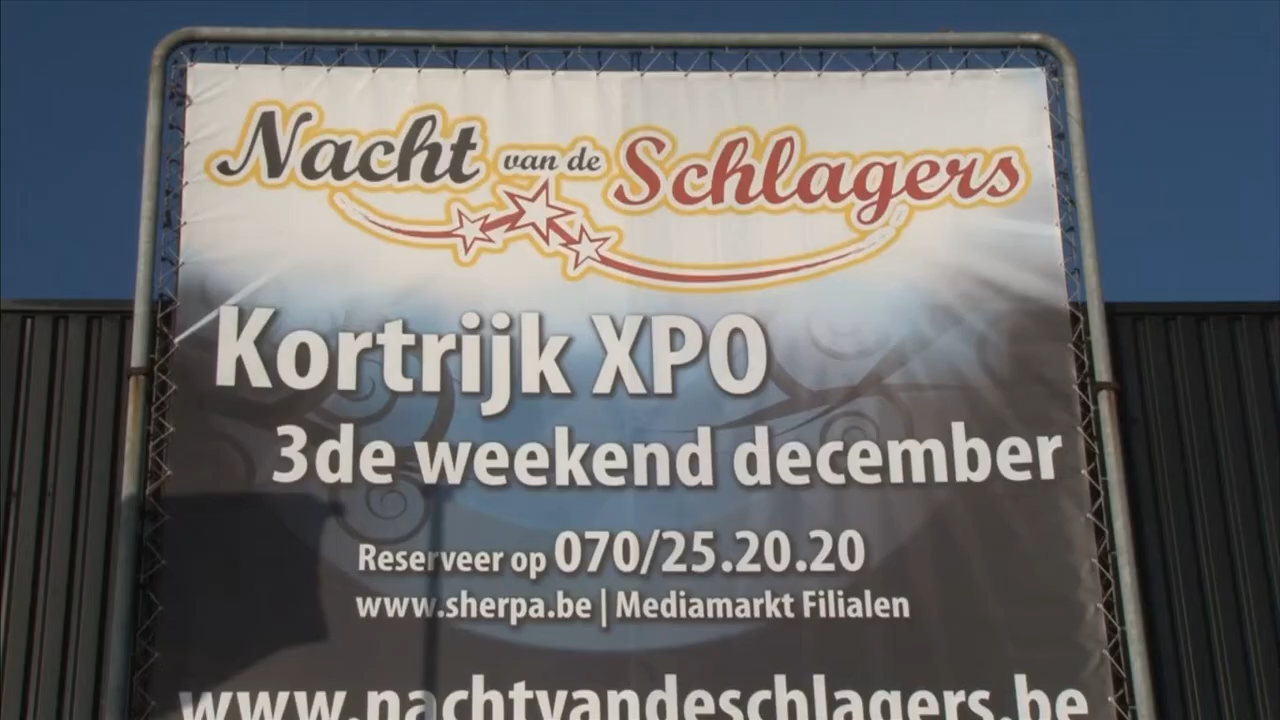 Nacht van de Schlagers
Kortrijk XPO
3de weekend december
Reserveer op 070/25.20.20
www.sherpa.be | Mediamarkt Filialen
www.nachtvandeschlagers.be